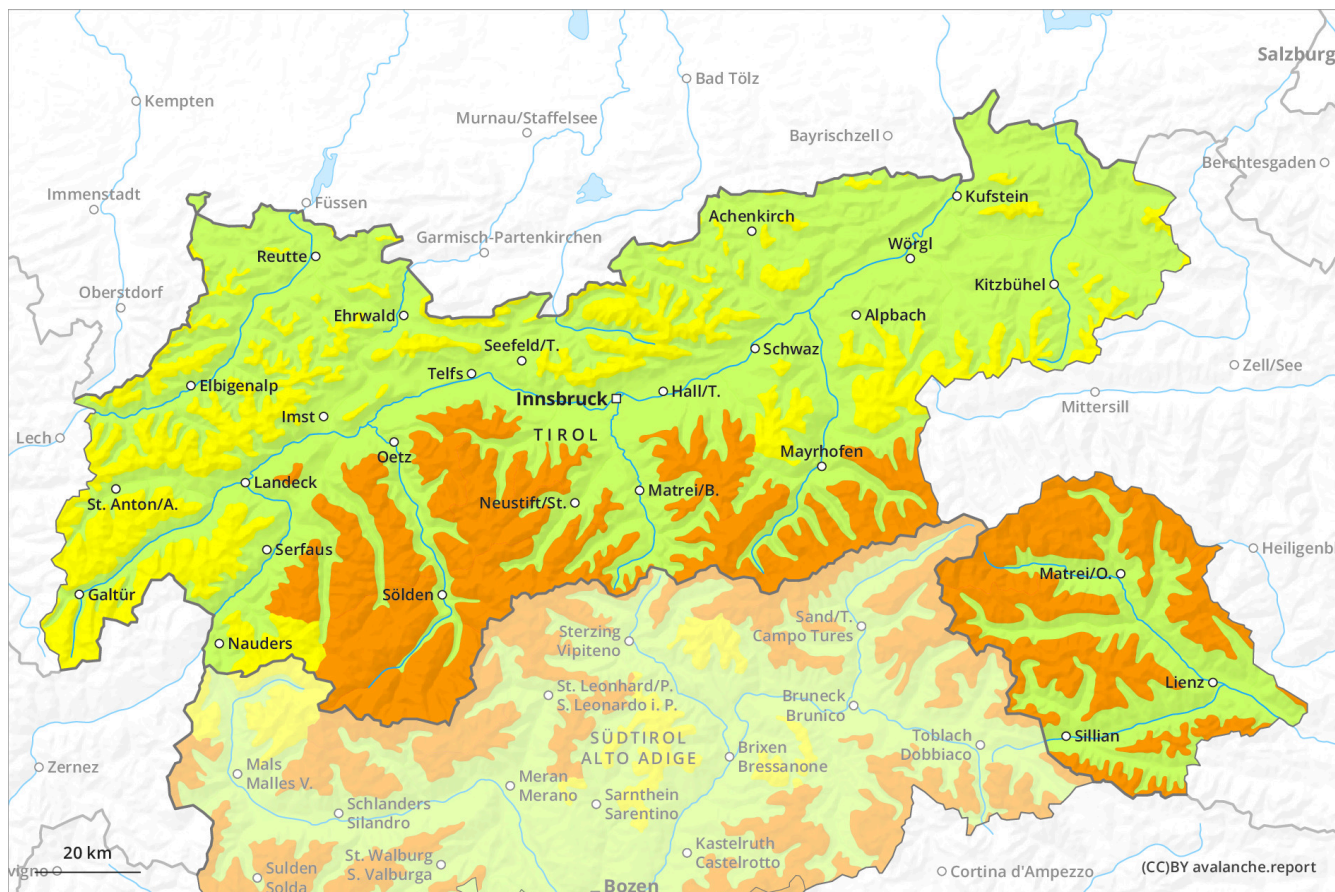 Salzburg
Bad Tölz
Kempten
Murnau/Staffelsee
Bayrischzell
Berchtesgaden
Immenstadt
Füssen
Kufstein
Achenkirch
Garmisch-Partenkirchen
Wörgl
Reutte
Kitzbühel
Oberstdorf
Ehrwald
Alpbach
Seefeld/T.
Schwaz
Zell/See
Telfs
Elbigenalp
Hall/T.
Innsbruck
Mittersill
Imst
Lech
TIROL
Oetz
Mayrhofen
Landeck
Matrei/B.
St. Anton/A.
Neustift/St.
Serfaus
Heiligenb
Matrei/O.
Galtür
Sölden
Sand/T.
Campo Tures
Sterzing
Vipiteno
Nauders
Lienz
St. Leonhard/P.
S. Leonardo i. P.
Bruneck
Brunico
SÜDTIROL
ALTO ADIGE
Toblach
Dobbiaco
Sillian
Brixen
Bressanone
Zernez
Mals
Malles V.
Meran
Merano
Sarnthein
Sarentino
Schlanders
Silandro
Kastelruth
Castelrotto
20 km
St. Walburg
S. Valburga
vigno
Sulden
Solda
Cortina d'Ampezzo
(CC)BY avalanche.report
Bozen